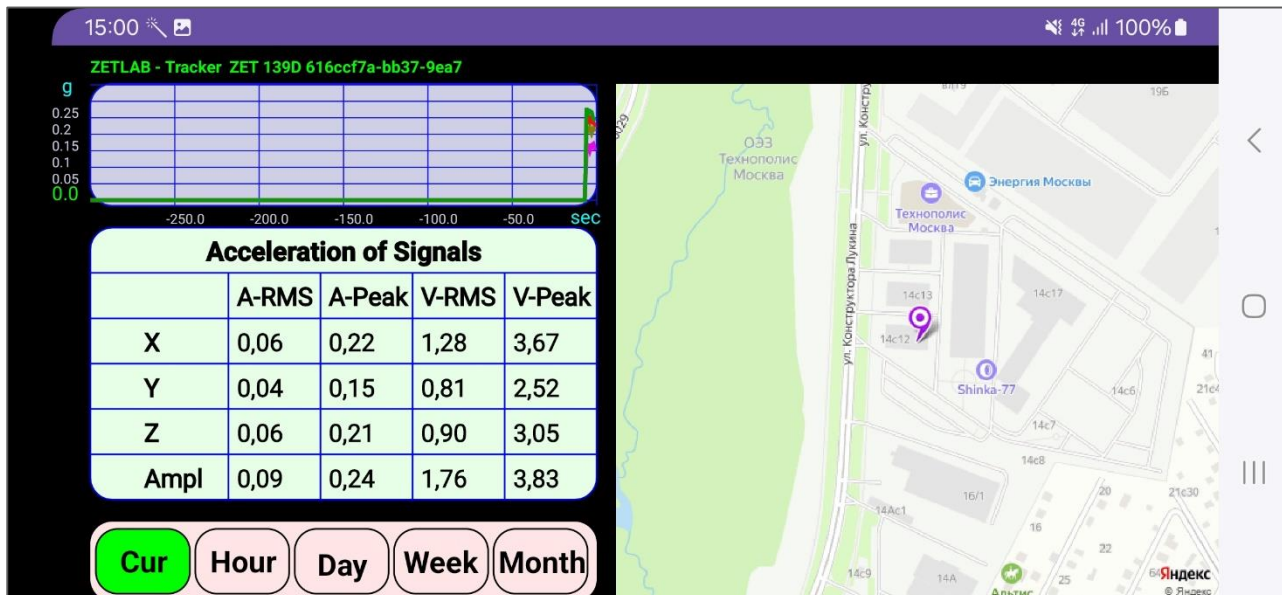 15:00
4G 100%
ZETLAB - Tracker ZET 139D 616ccf7a-bb37-9ea7
g
0.25
0.2
0.15
0.1
0.05
0.0
-250.0 -200.0 -150.0 -100.0 -50.0 sec
Acceleration of Signals
A-RMS A-Peak V-RMS V-Peak
X 0,06 0,22 1,28 3,67
Y 0,04 0,15 0,81 2,52
Z 0,06 0,21 0,90 3,05
Ampl 0,09 0,24 1,76 3,83
Cur Hour Day Week Month
19Б
ОЭЗ
Технополис
Москва
Энергия Москвы
Технополис
Москва
ул. Конструктора Лукина
14с13
14с17
14с12
41
Shinka-77
14с6
14с7
14с8
16/1
20
21с30
14Ас1
16
22
14с9
14А
25
Альтис
Яндекс
© Яндекс